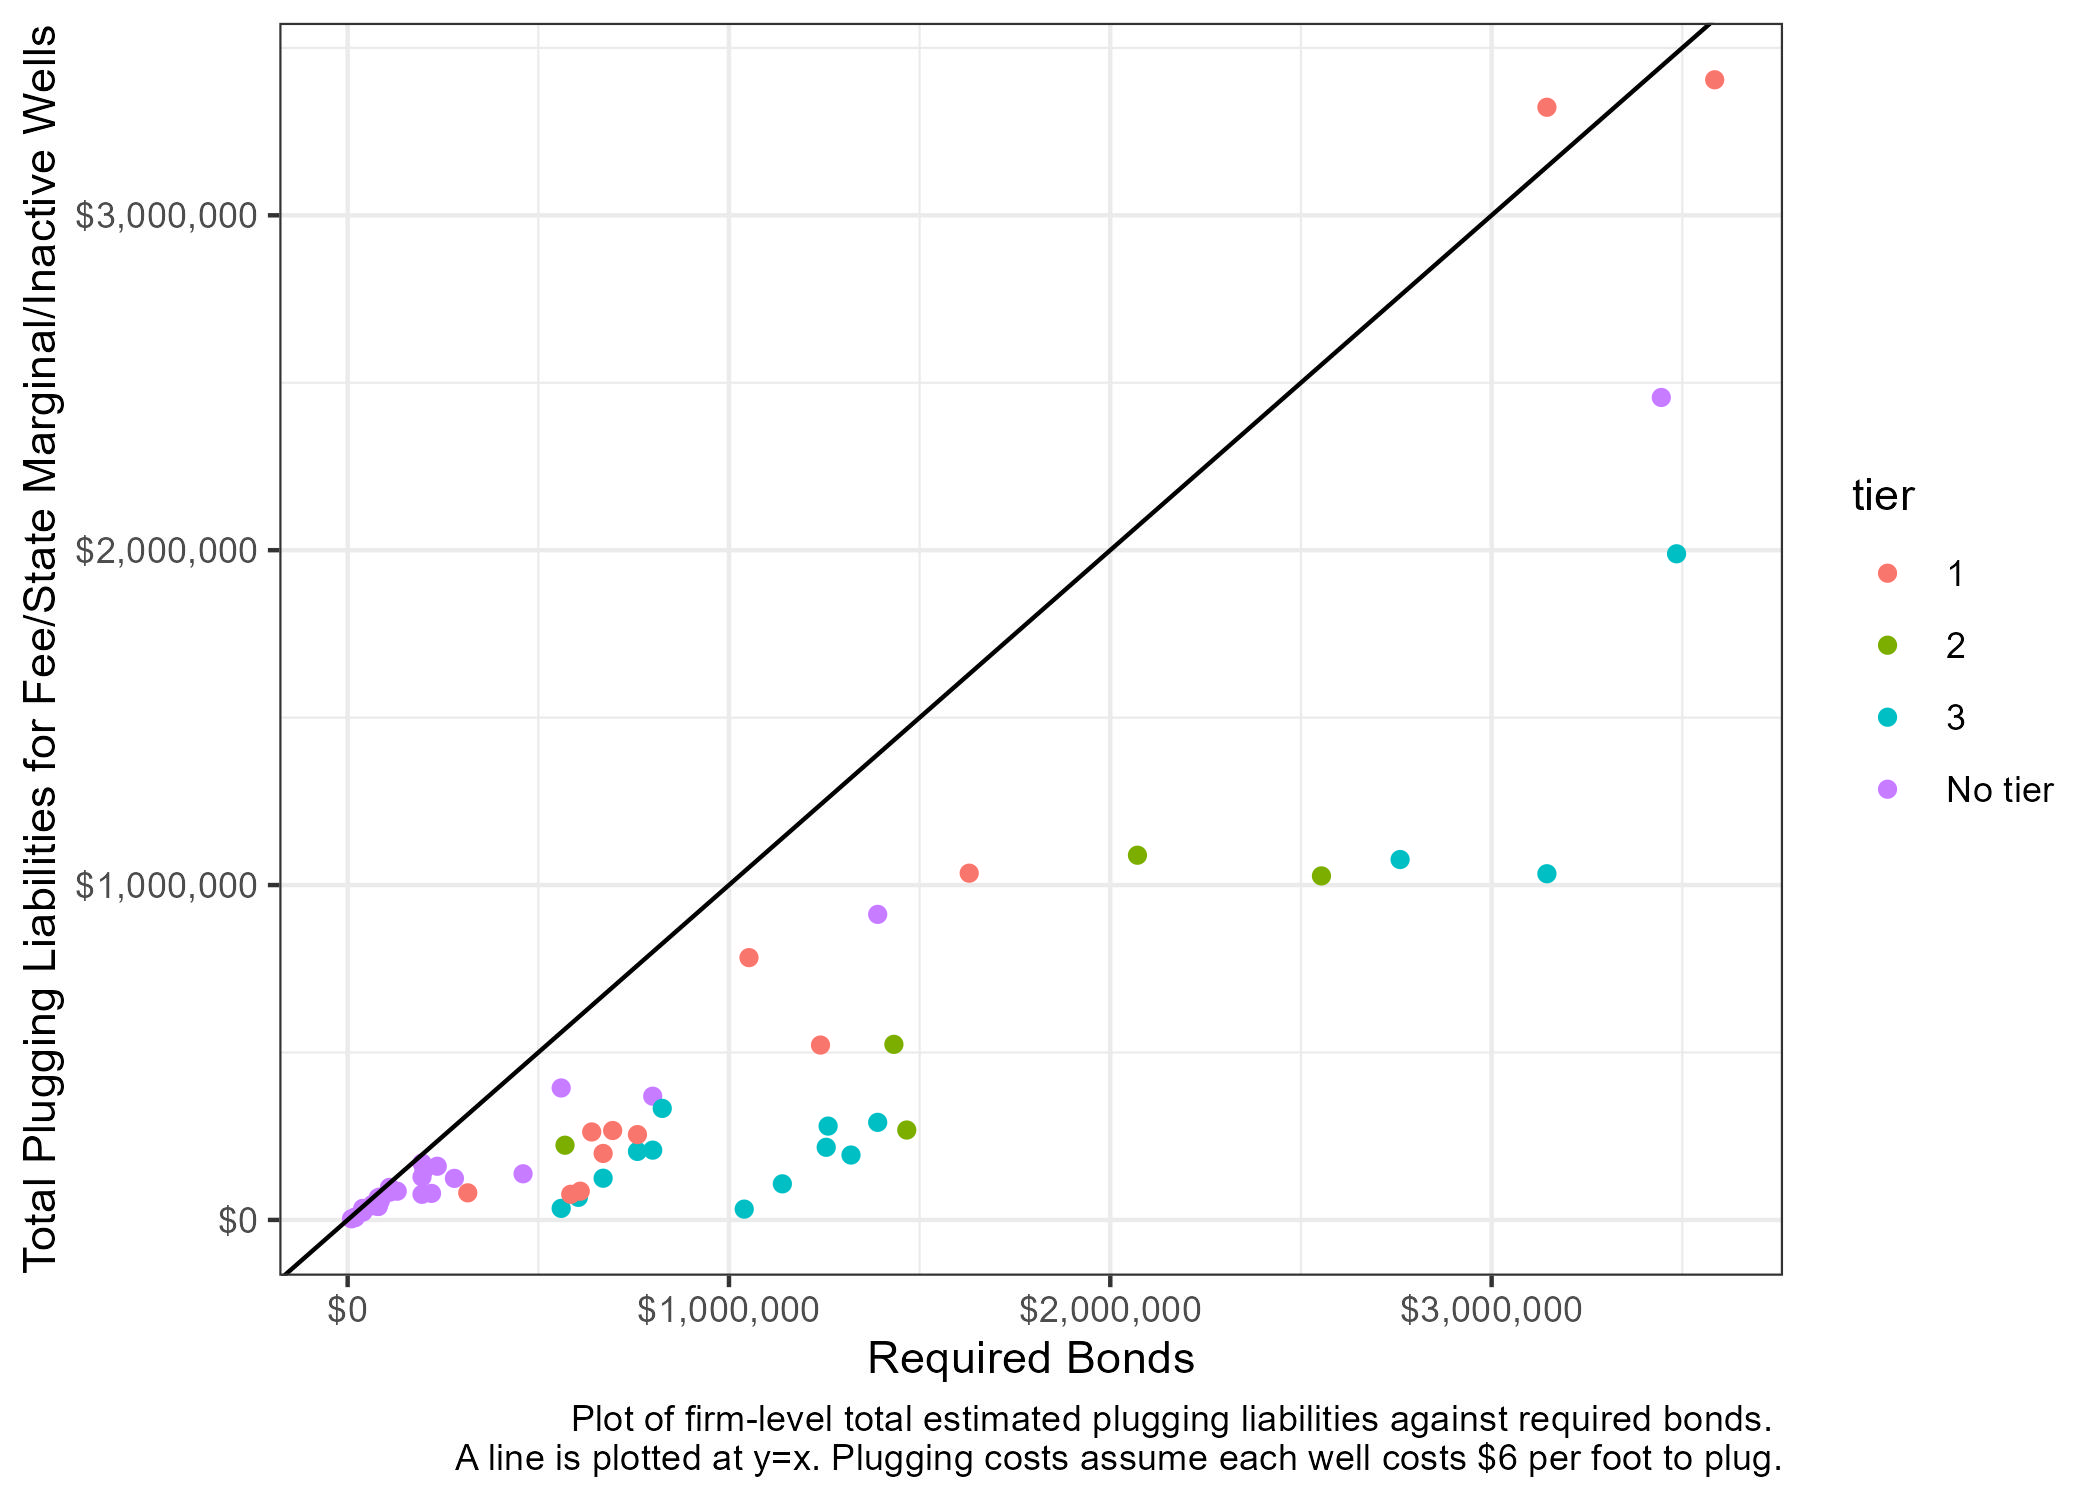 Total Plugging Liabilities for Fee/State Marginal/Inactive Wells
$3,000,000
$2,000,000
$1,000,000
$0
$0
$1,000,000
$2,000,000
$3,000,000
Required Bonds
tier
1
2
3
No tier
Plot of firm-level total estimated plugging liabilities against required bonds.
A line is plotted at y=x. Plugging costs assume each well costs $6 per foot to plug.